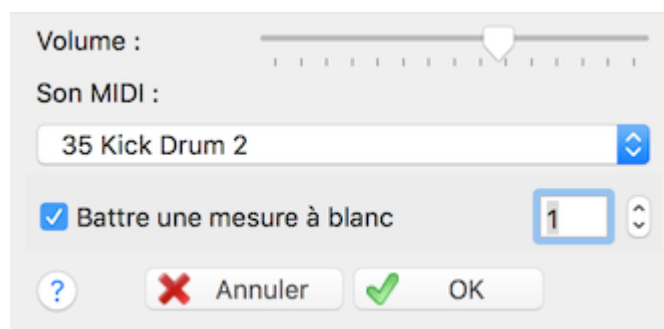 Volume :
Son MIDI :
35 Kick Drum 2
Battre une mesure à blanc 1
? Annuler OK